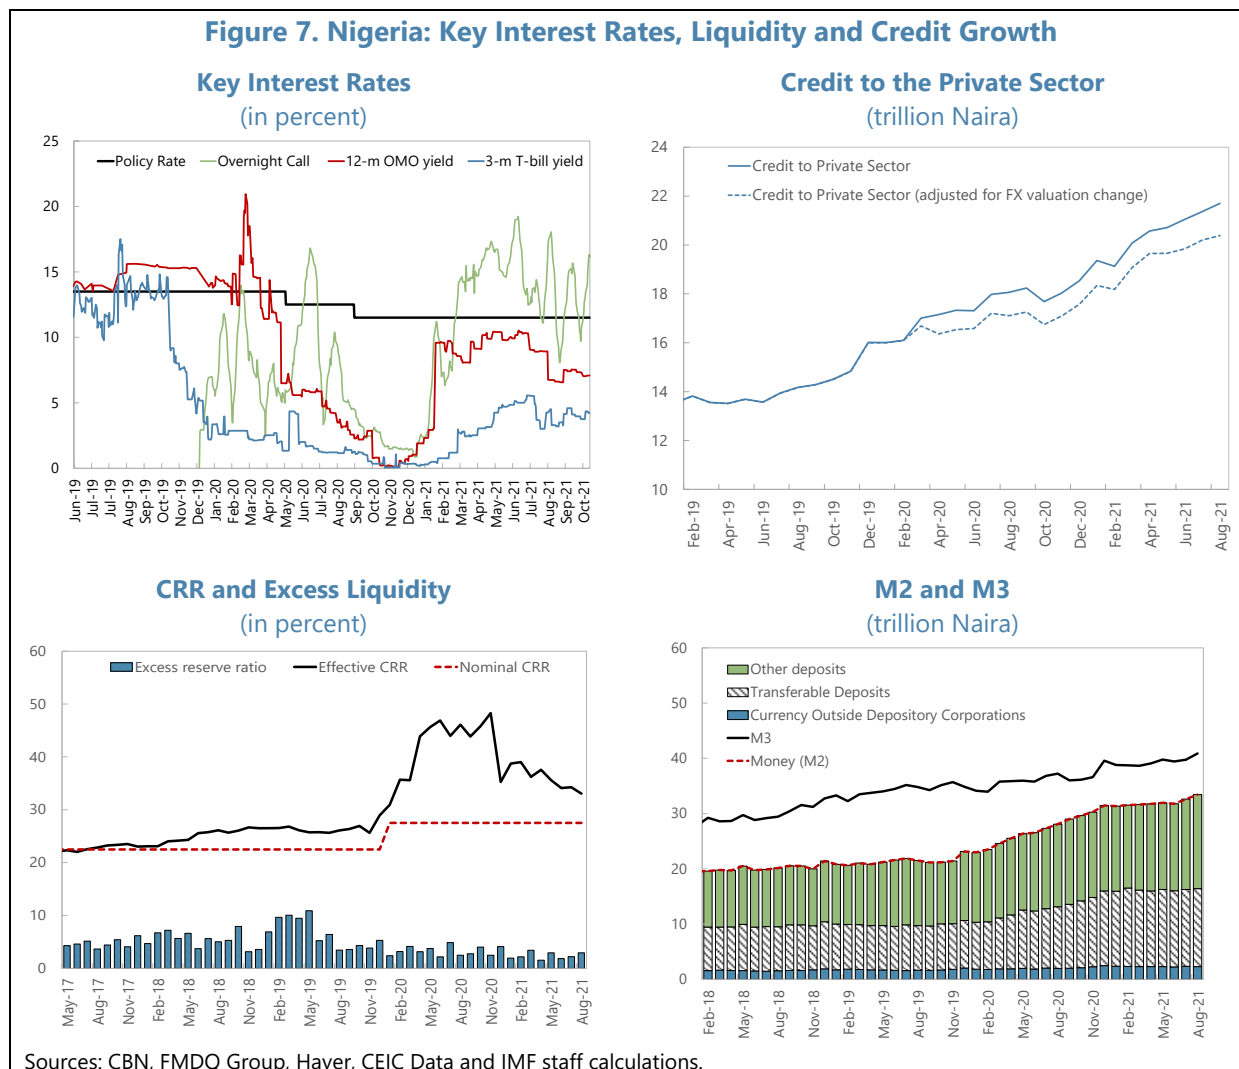 Figure 7. Nigeria: Key Interest Rates, Liquidity and Credit Growth
Key Interest Rates
(in percent)
25
20
15
10
5
0
Policy Rate
Overnight Call
12-m OMO yield
3-m T-bill yield
Jun-19
Jul-19
Jul-19
Aug-19
Sep-19
Oct-19
Nov-19
Dec-19
Jan-20
Feb-20
Mar-20
Apr-20
May-20
Jun-20
Jul-20
Aug-20
Sep-20
Oct-20
Nov-20
Dec-20
Jan-21
Feb-21
Mar-21
Apr-21
May-21
Jun-21
Jul-21
Aug-21
Sep-21
Oct-21
Credit to the Private Sector
(trillion Naira)
24
22
20
18
16
14
12
10
Credit to Private Sector
Credit to Private Sector (adjusted for FX valuation change)
Feb-19
Apr-19
Jun-19
Aug-19
Oct-19
Dec-19
Feb-20
Apr-20
Jun-20
Aug-20
Oct-20
Dec-20
Feb-21
Apr-21
Jun-21
Aug-21
CRR and Excess Liquidity
(in percent)
60
50
40
30
20
10
0
Excess reserve ratio
Effective CRR
Nominal CRR
May-17
Aug-17
Nov-17
Feb-18
May-18
Aug-18
Nov-18
Feb-19
May-19
Aug-19
Nov-19
Feb-20
May-20
Aug-20
Nov-20
Feb-21
May-21
Aug-21
M2 and M3
(trillion Naira)
60
50
40
30
20
10
0
Other deposits
Transferable Deposits
Currency Outside Depository Corporations
M3
Money (M2)
Feb-18
May-18
Aug-18
Nov-18
Feb-19
May-19
Aug-19
Nov-19
Feb-20
May-20
Aug-20
Nov-20
Feb-21
May-21
Aug-21
Sources: CBN, FMDQ Group, Haver, CEIC Data and IMF staff calculations.